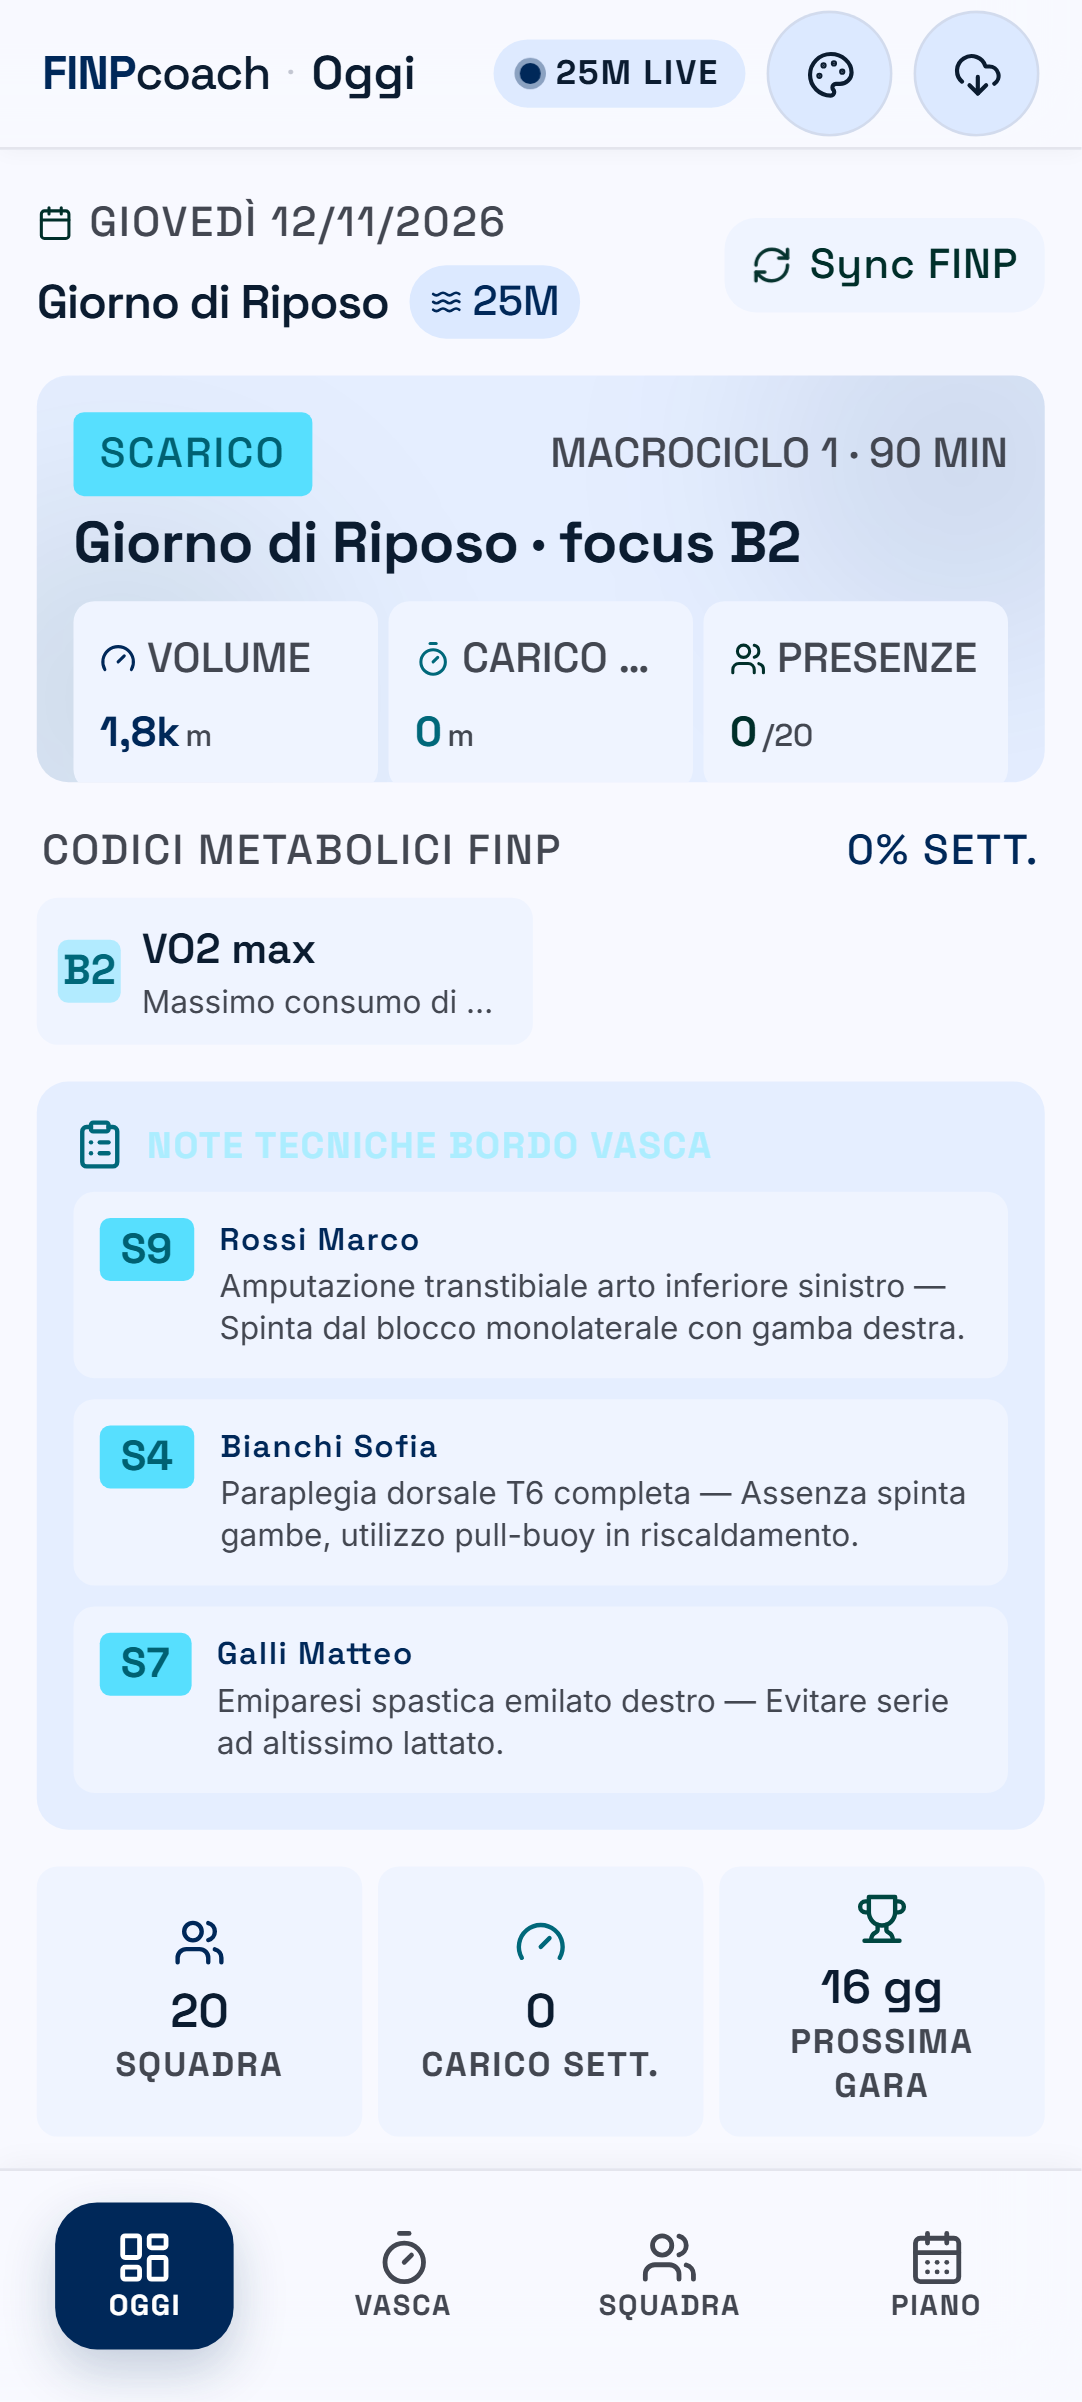 FINPcoach · Oggi
25M LIVE
GIOVEDÌ 12/11/2026
Sync FINP
Giorno di Riposo
25M
SCARICO
MACROCICLO 1 · 90 MIN
Giorno di Riposo · focus B2
VOLUME
1,8k m
CARICO ...
0 m
PRESENZE
0 /20
CODICI METABOLICI FINP
0% SETT.
B2
VO2 max
Massimo consumo di ...
NOTE TECNICHE BORDO VASCA
S9
Rossi Marco
Amputazione transtibiale arto inferiore sinistro —
Spinta dal blocco monolaterale con gamba destra.
S4
Bianchi Sofia
Paraplegia dorsale T6 completa — Assenza spinta
gambe, utilizzo pull-buoy in riscaldamento.
S7
Galli Matteo
Emiparesi spastica emilato destro — Evitare serie
ad altissimo lattato.
20
SQUADRA
0
CARICO SETT.
16 gg
PROSSIMA
GARA
OGGI
VASCA
SQUADRA
PIANO